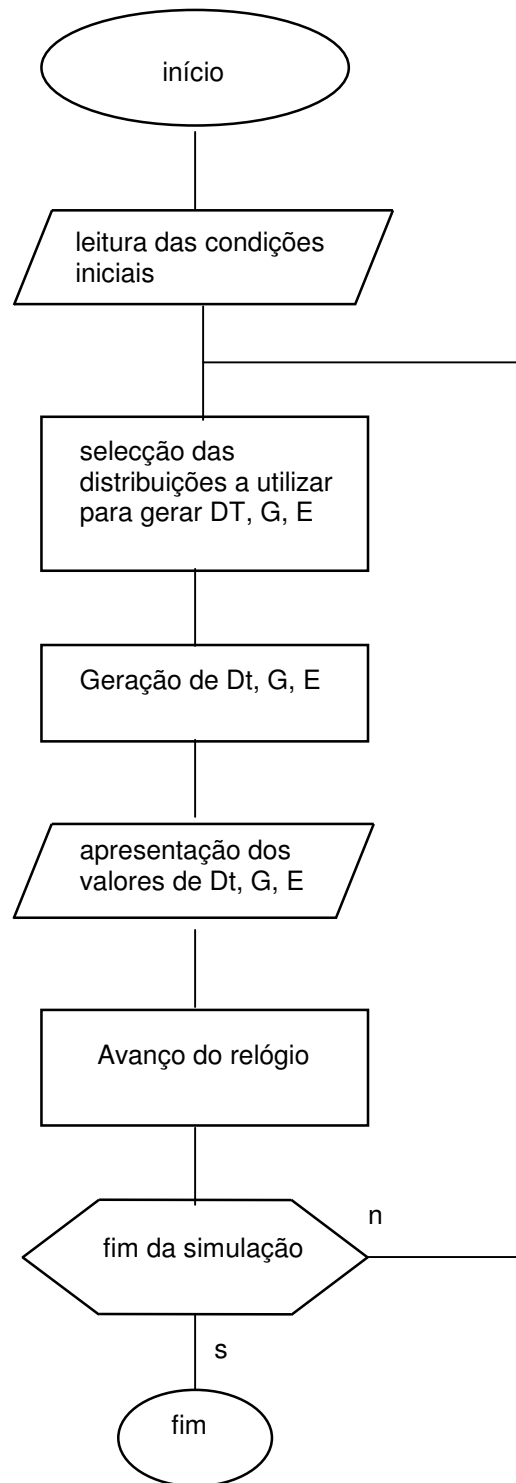 início
leitura das condições
iniciais
selecção das
distribuições a utilizar
para gerar DT, G, E
Geração de Dt, G, E
apresentação dos
valores de Dt, G, E
Avanço do relógio
n
fim da simulação
s
fim